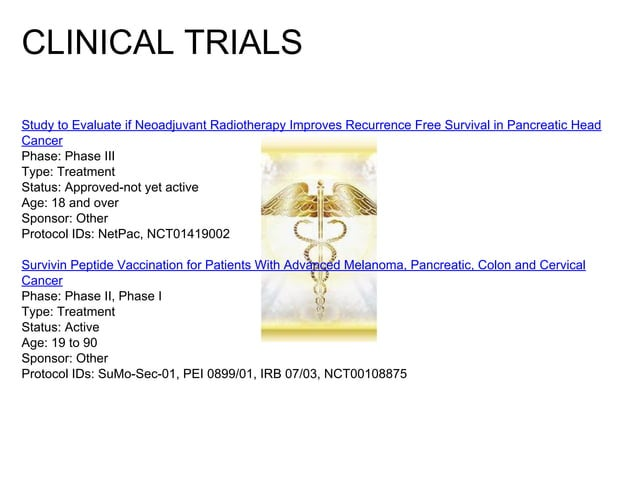 CLINICAL TRIALS
Study to Evaluate if Neoadjuvant Radiotherapy Improves Recurrence Free Survival in Pancreatic Head
Cancer
Phase: Phase III
Type: Treatment
Status: Approved-not yet active
Age: 18 and over
Sponsor: Other
Protocol IDs: NetPac, NCT01419002
Survivin Peptide Vaccination for Patients With Advanced Melanoma, Pancreatic, Colon and Cervical
Cancer
Phase: Phase II, Phase I
Type: Treatment
Status: Active
Age: 19 to 90
Sponsor: Other
Protocol IDs: SuMo-Sec-01, PEI 0899/01, IRB 07/03, NCT00108875